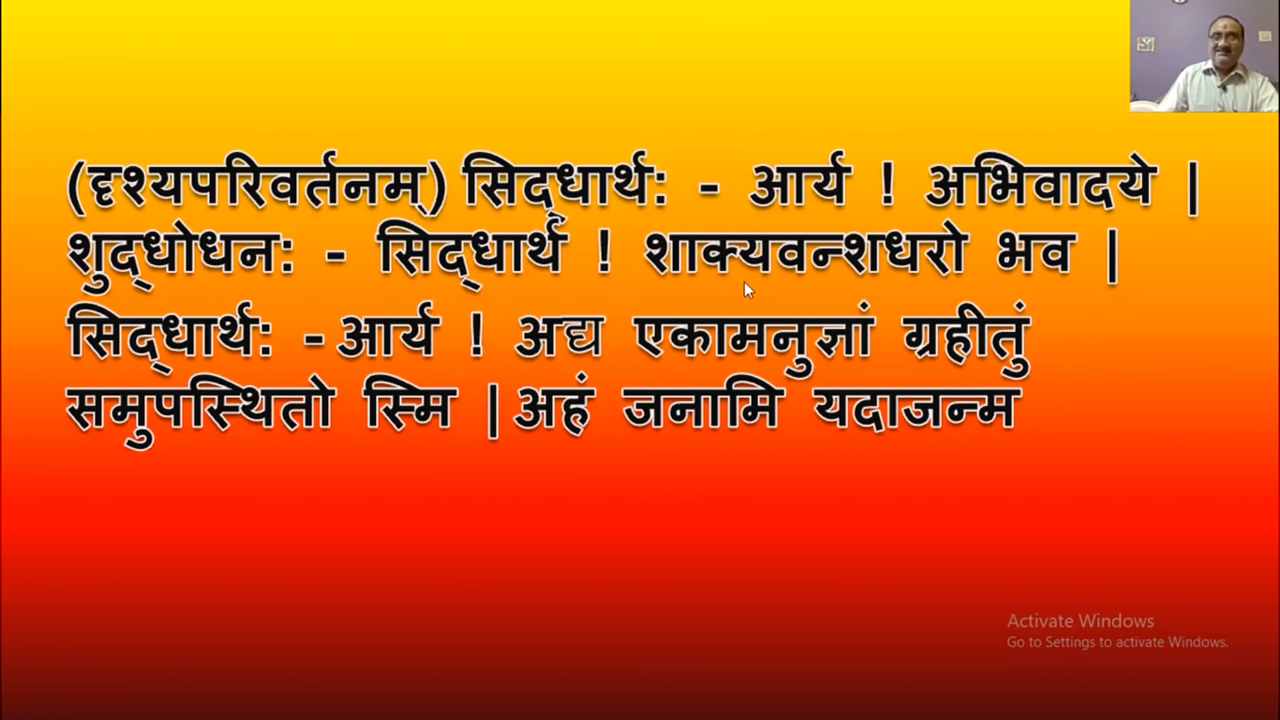 (दृश्यपरिवर्तनम्) सिद्धार्थ: - आर्य ! अभिवादये |
शुद्धोधन: - सिद्धार्थ ! शाक्यवन्शधरो भव |
सिद्धार्थ: - आर्य ! अद्य एकामनुज्ञां ग्रहीतुं
समुपस्थितो स्मि | अहं जनामि यदाजन्म
Activate Windows
Go to Settings to activate Windows.